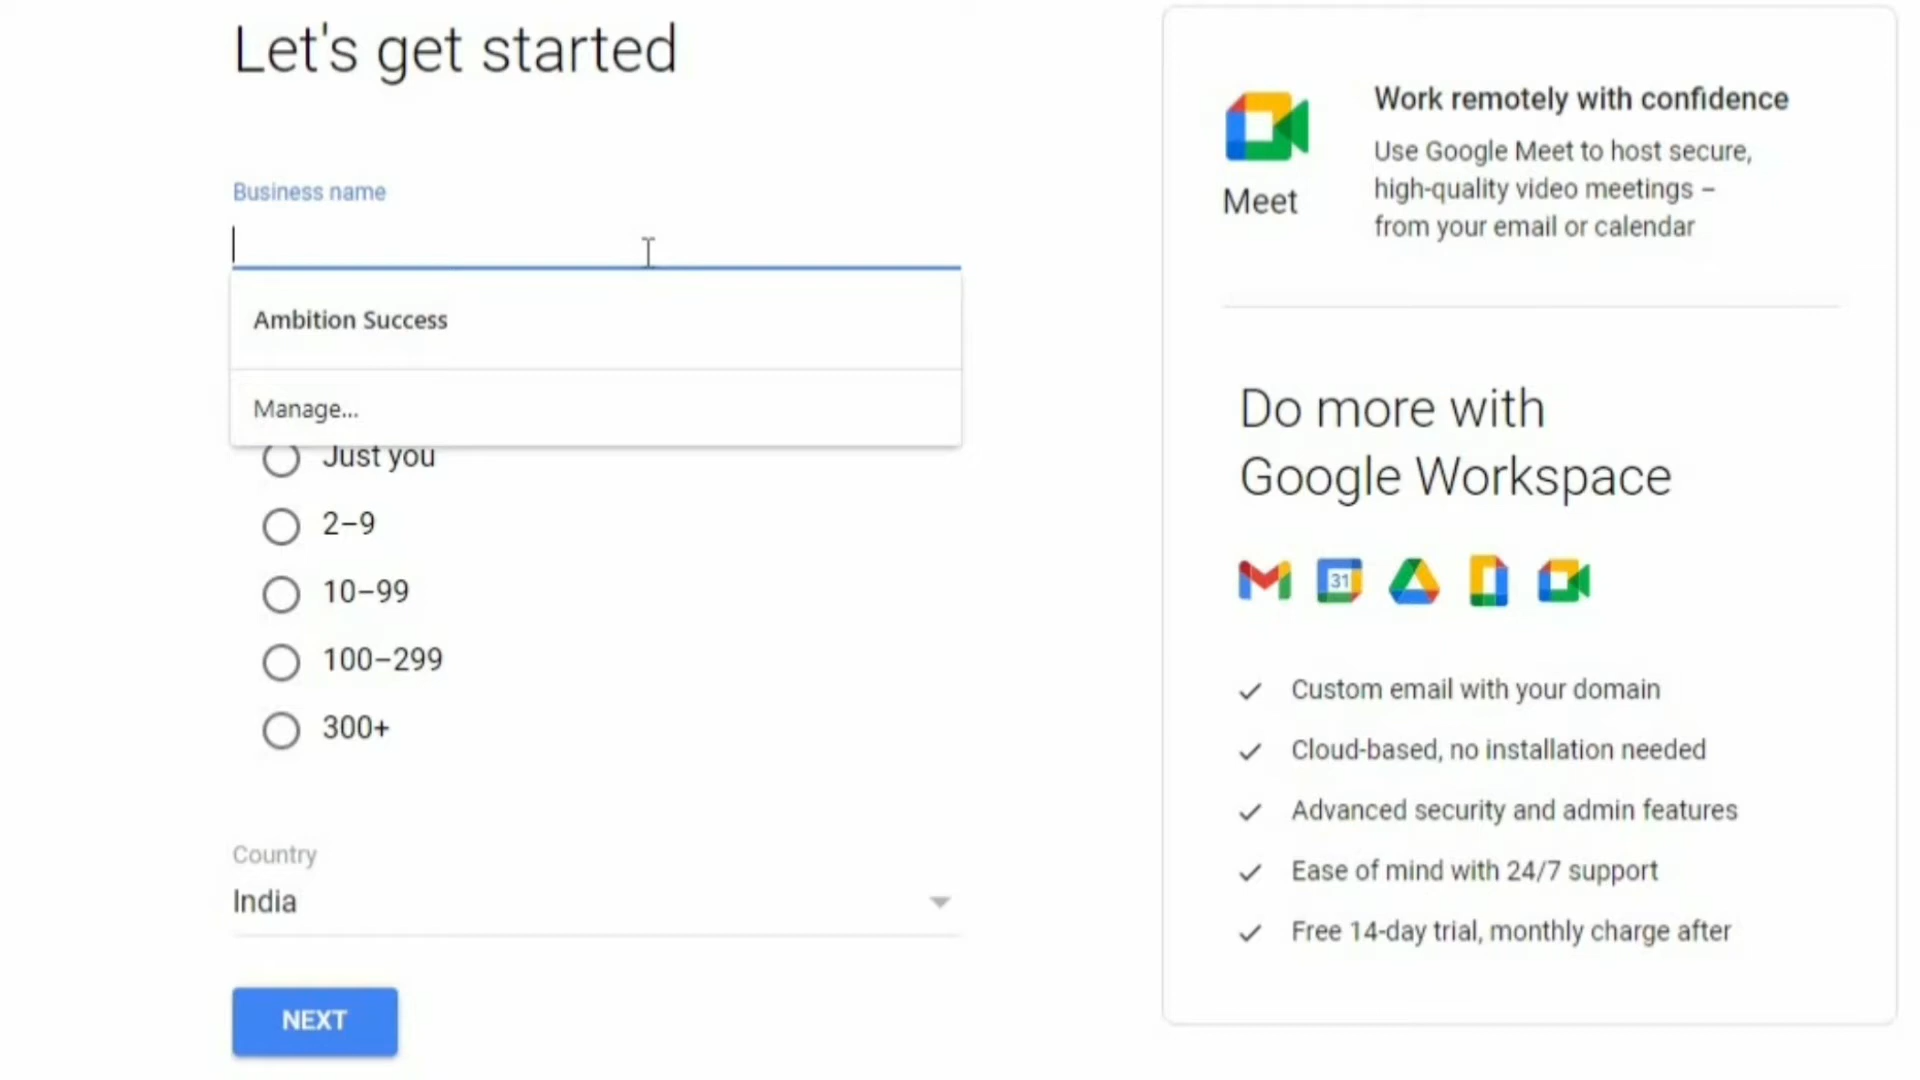 Let's get started
Business name
Ambition Success
Manage...
Just you
2–9
10–99
100–299
300+
Country
India
NEXT
Meet
Work remotely with confidence
Use Google Meet to host secure,
high-quality video meetings –
from your email or calendar
Do more with
Google Workspace
31
Custom email with your domain
Cloud-based, no installation needed
Advanced security and admin features
Ease of mind with 24/7 support
Free 14-day trial, monthly charge after